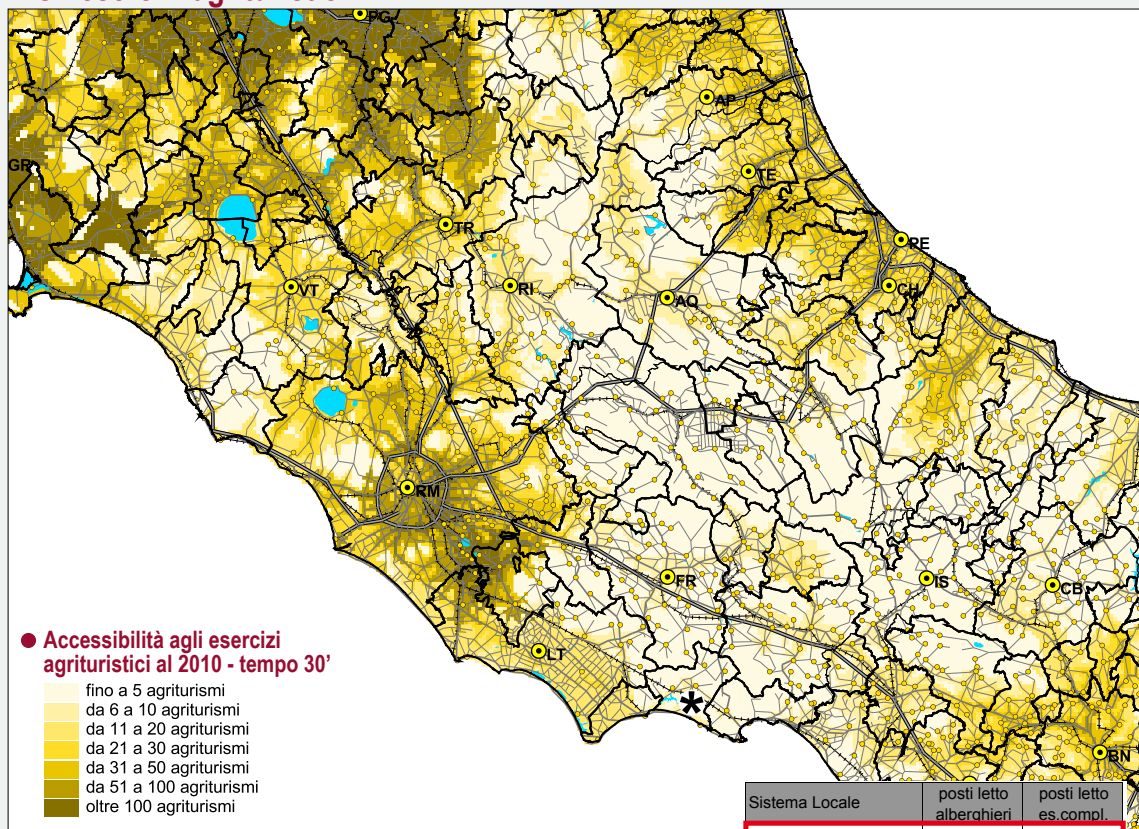 PG
AP
GR
TE
TR
PE
VT
RI
AQ
CH
RM
FR
IS
CB
LT
*
BN
Accessibilità agli esercizi
agrituristici al 2010 - tempo 30'
fino a 5 agriturismi
da 6 a 10 agriturismi
da 11 a 20 agriturismi
da 21 a 30 agriturismi
da 31 a 50 agriturismi
da 51 a 100 agriturismi
oltre 100 agriturismi
Sistema Locale
posti letto
alberghieri
posti letto
es.compl.